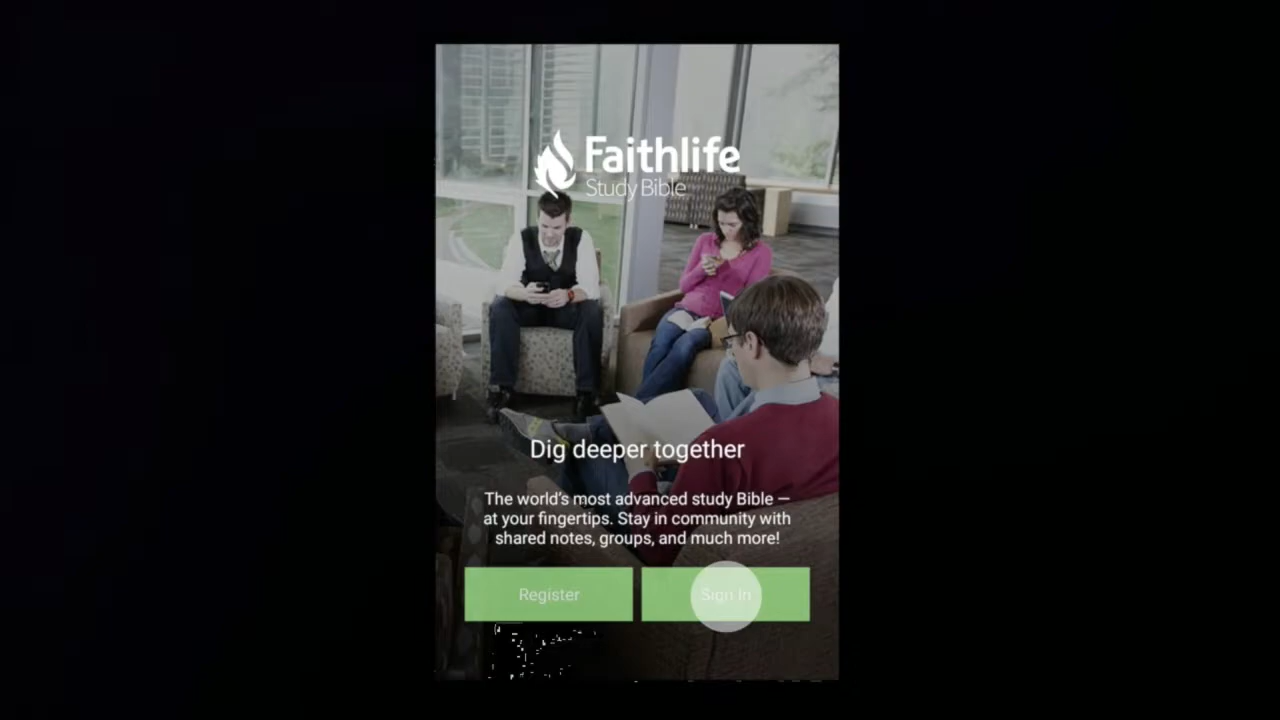 Faithlife
Study Bible
Dig deeper together
The world's most advanced study Bible —
at your fingertips. Stay in community with
shared notes, groups, and much more!
Register
Sign In